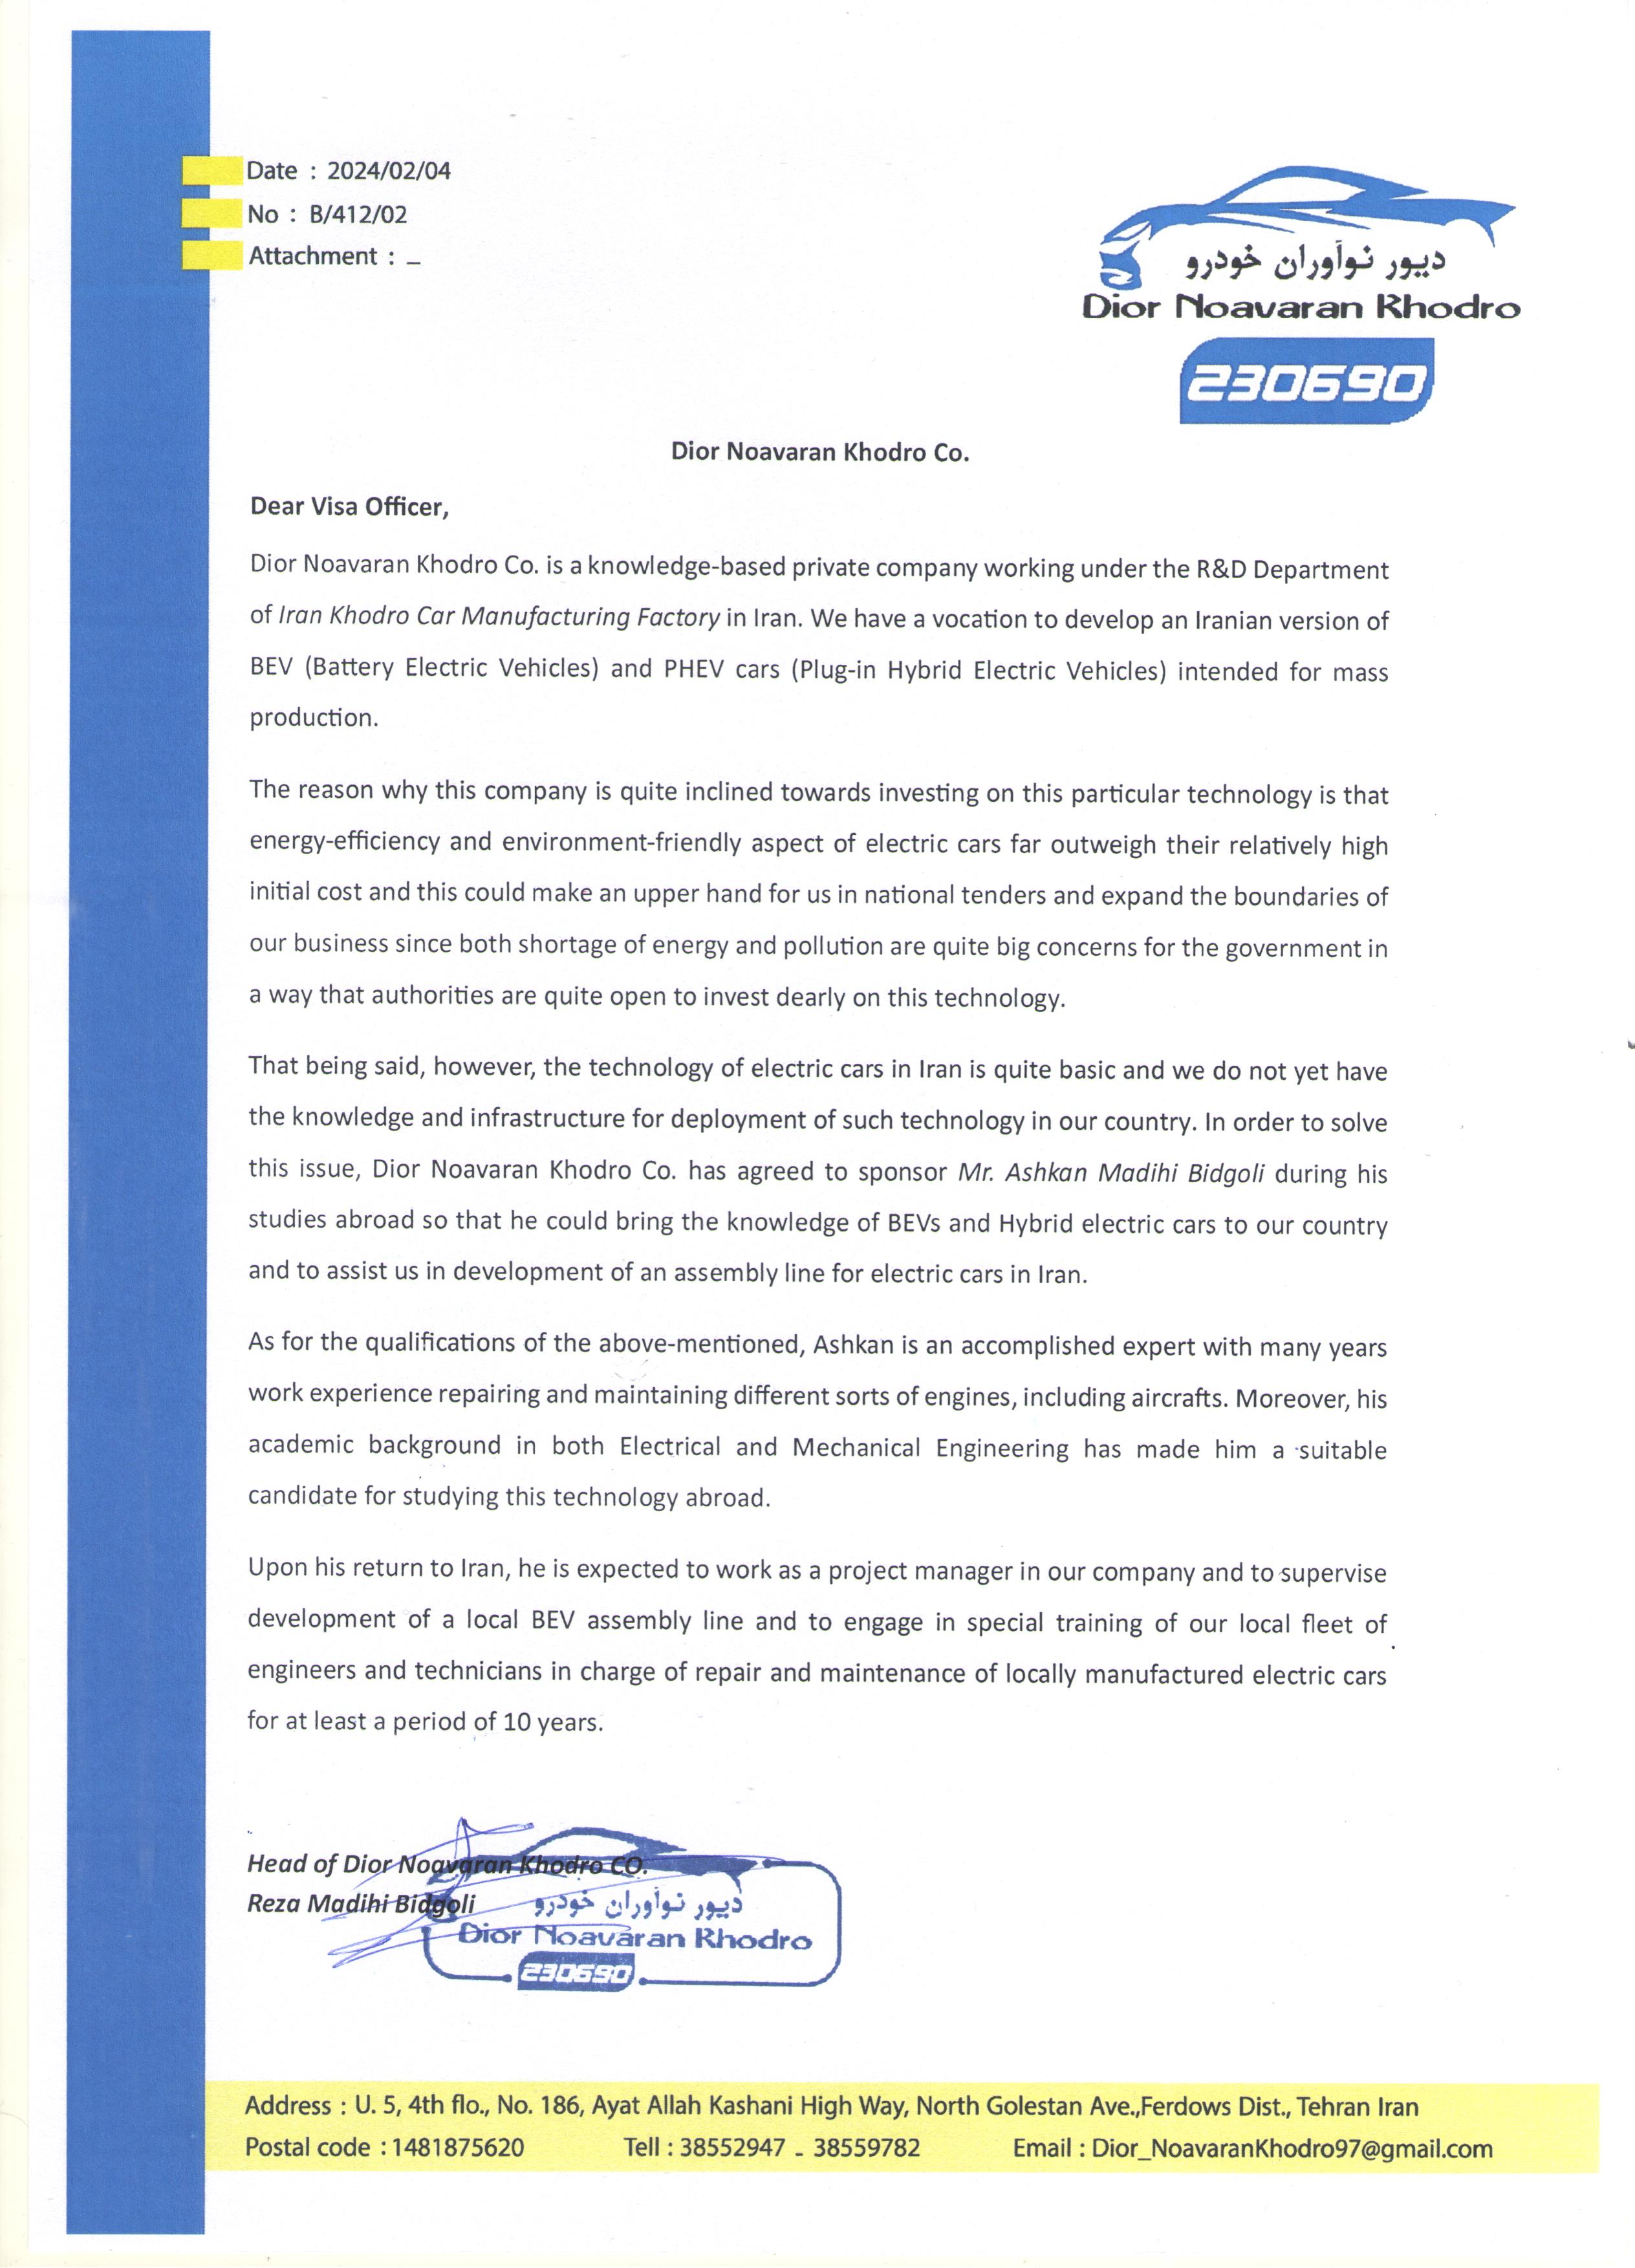 Date : 2024/02/04
No : B/412/02
Attachment : –
دیور نوآوران خودرو
Dior Noavaran Khodro
230690
Dior Noavaran Khodro Co.
Dear Visa Officer,
Dior Noavaran Khodro Co. is a knowledge-based private company working under the R&D Department
of Iran Khodro Car Manufacturing Factory in Iran. We have a vocation to develop an Iranian version of
BEV (Battery Electric Vehicles) and PHEV cars (Plug-in Hybrid Electric Vehicles) intended for mass
production.
The reason why this company is quite inclined towards investing on this particular technology is that
energy-efficiency and environment-friendly aspect of electric cars far outweigh their relatively high
initial cost and this could make an upper hand for us in national tenders and expand the boundaries of
our business since both shortage of energy and pollution are quite big concerns for the government in
a way that authorities are quite open to invest dearly on this technology.
That being said, however, the technology of electric cars in Iran is quite basic and we do not yet have
the knowledge and infrastructure for deployment of such technology in our country. In order to solve
this issue, Dior Noavaran Khodro Co. has agreed to sponsor Mr. Ashkan Madihi Bidgoli during his
studies abroad so that he could bring the knowledge of BEVs and Hybrid electric cars to our country
and to assist us in development of an assembly line for electric cars in Iran.
As for the qualifications of the above-mentioned, Ashkan is an accomplished expert with many years
work experience repairing and maintaining different sorts of engines, including aircrafts. Moreover, his
academic background in both Electrical and Mechanical Engineering has made him a suitable
candidate for studying this technology abroad.
Upon his return to Iran, he is expected to work as a project manager in our company and to supervise
development of a local BEV assembly line and to engage in special training of our local fleet of
engineers and technicians in charge of repair and maintenance of locally manufactured electric cars
for at least a period of 10 years.
Head of Dior Noavaran Khodro CO.
Reza Madihi Bidgoli
دیور نوآوران خودرو
Dior Noavaran Khodro
230690
Address : U. 5, 4th flo., No. 186, Ayat Allah Kashani High Way, North Golestan Ave.,Ferdows Dist., Tehran Iran
Postal code : 1481875620 Tell : 38552947 - 38559782 Email : Dior_NoavaranKhodro97@gmail.com